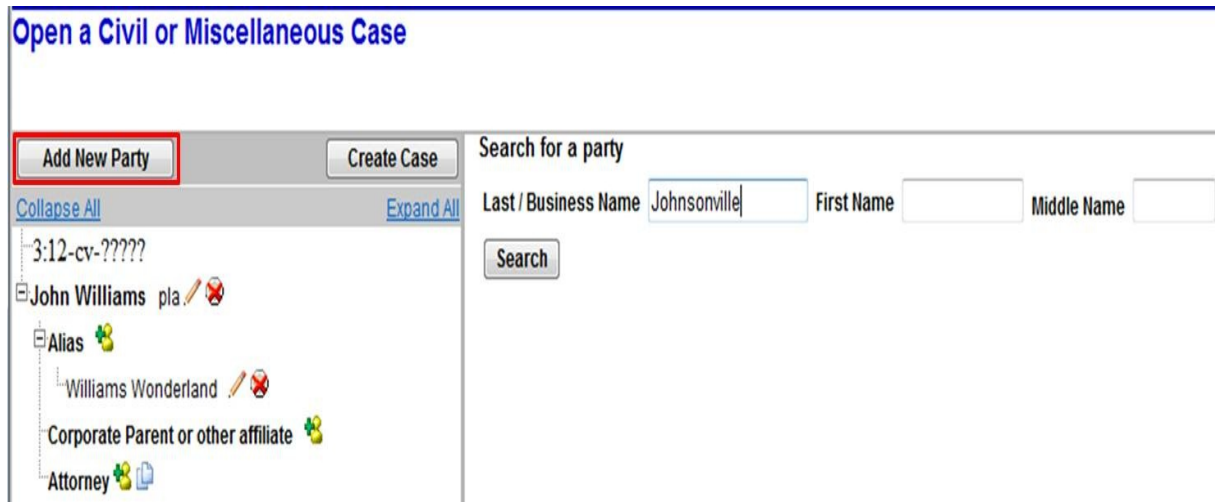 Open a Civil or Miscellaneous Case
Add New Party
Create Case
Collapse All
Expand All
3:12-cv-?????
John Williams pla
Alias
Williams Wonderland
Corporate Parent or other affiliate
Attorney
Search for a party
Last / Business Name Johnsonville First Name Middle Name
Search